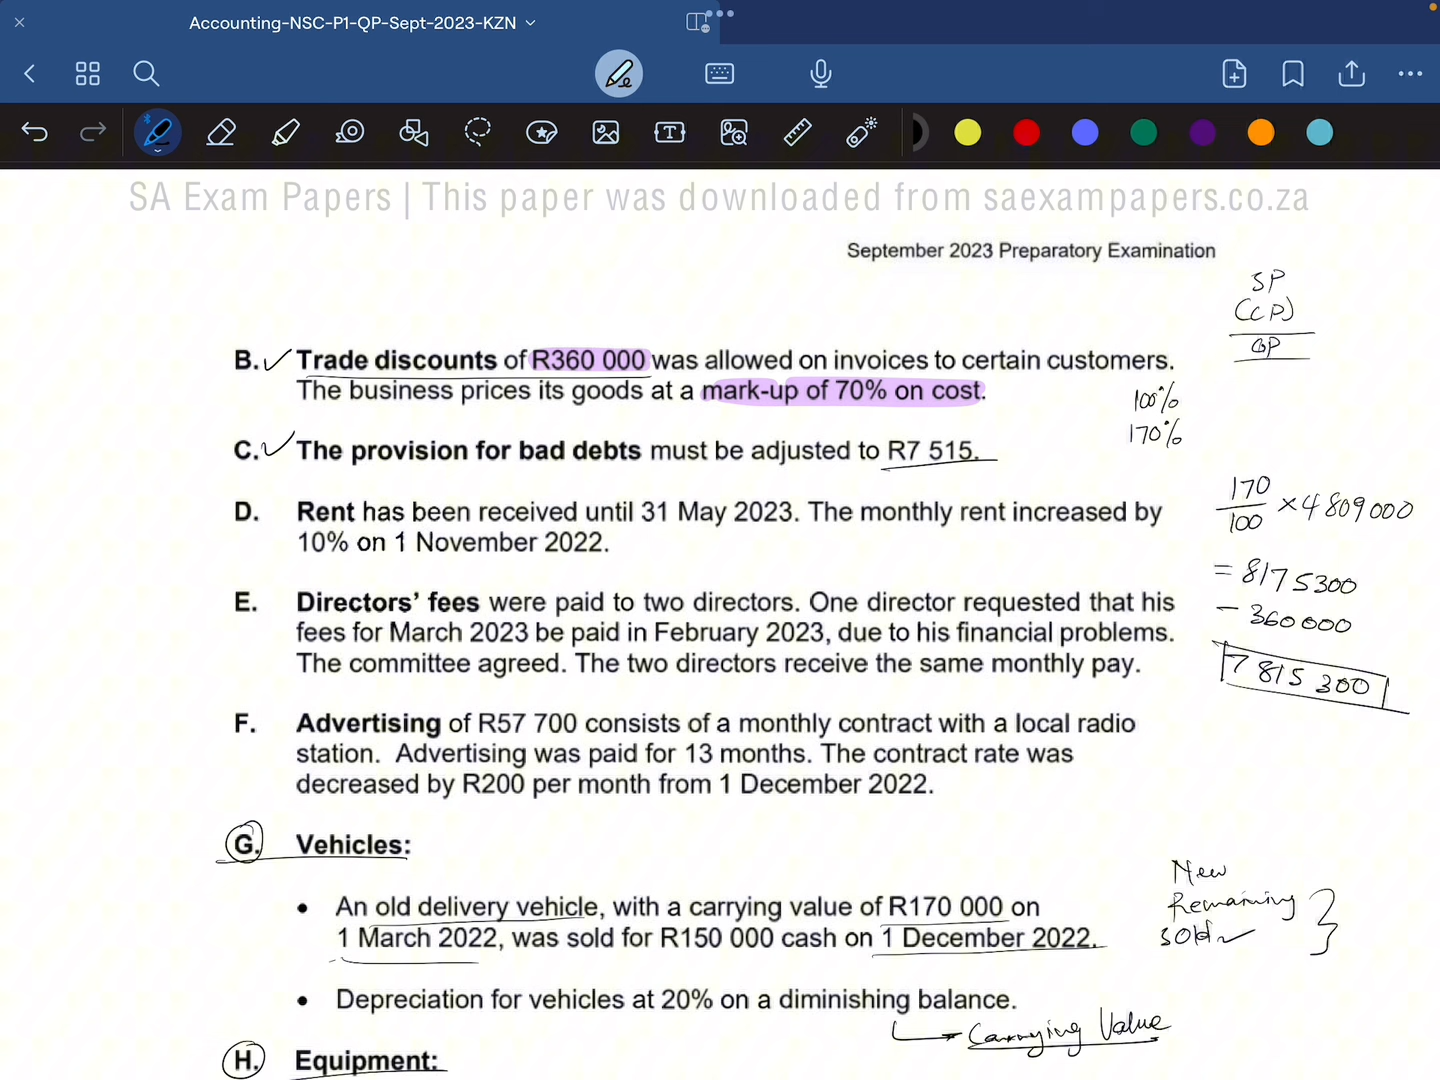 Accounting-NSC-P1-QP-Sept-2023-KZN
SA Exam Papers | This paper was downloaded from saexampapers.co.za
September 2023 Preparatory Examination
SP
(CP)
GP
B. Trade discounts of R360 000 was allowed on invoices to certain customers.
The business prices its goods at a mark-up of 70% on cost.
100%
170%
C. The provision for bad debts must be adjusted to R7 515.
D. Rent has been received until 31 May 2023. The monthly rent increased by
10% on 1 November 2022.
170
100 × 4809000
= 8175300
- 360000
7 815 300
E. Directors’ fees were paid to two directors. One director requested that his
fees for March 2023 be paid in February 2023, due to his financial problems.
The committee agreed. The two directors receive the same monthly pay.
F. Advertising of R57 700 consists of a monthly contract with a local radio
station. Advertising was paid for 13 months. The contract rate was
decreased by R200 per month from 1 December 2022.
G. Vehicles:
• An old delivery vehicle, with a carrying value of R170 000 on
1 March 2022, was sold for R150 000 cash on 1 December 2022.
New
Remaining
Sold
• Depreciation for vehicles at 20% on a diminishing balance.
Carrying Value
H. Equipment: